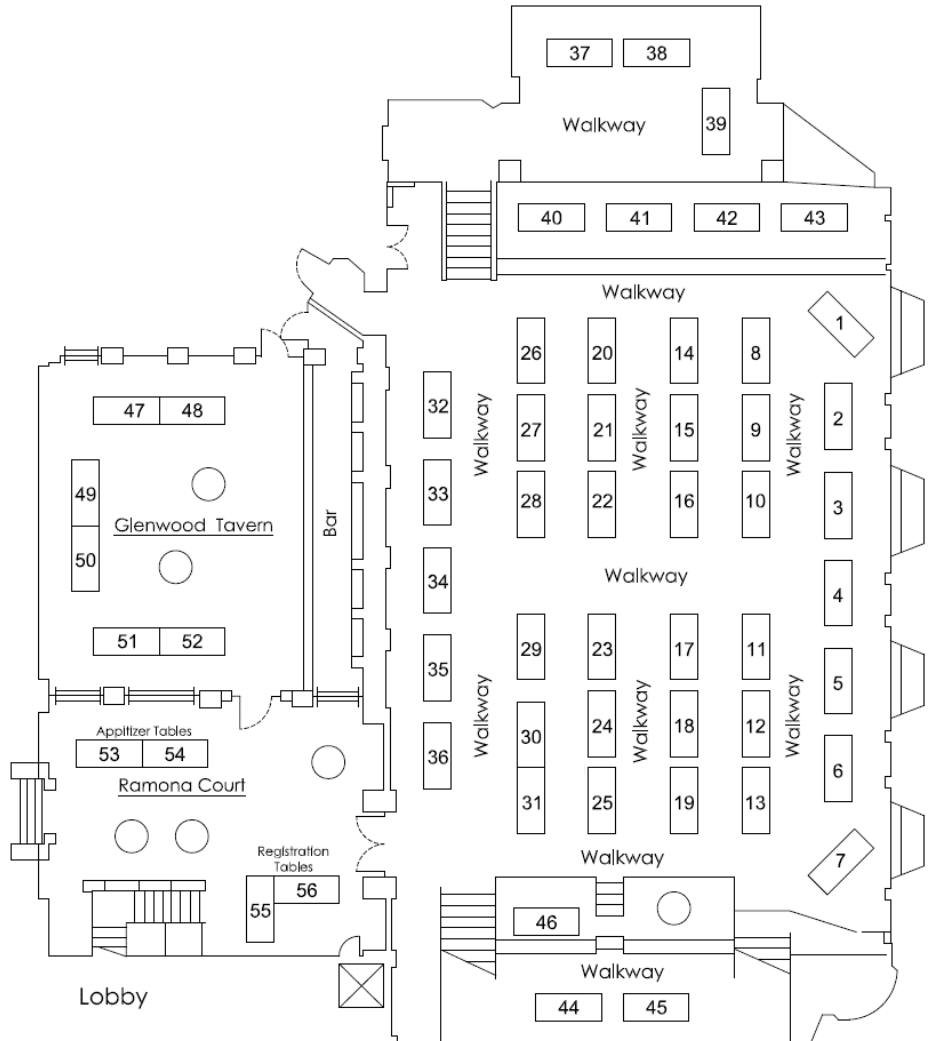 37 38
39
Walkway
40 41 42 43
Walkway
1
26 20 14 8
32
2
Walkway
Walkway
Walkway
27 21 15 9
47 48
33
28 22 16 10
3
49
Glenwood Tavern
Bar
50
34
Walkway
4
51 52
35
29 23 17 11
5
Walkway
Walkway
Walkway
30 24 18 12
Appitizer Tables
53 54
36
6
Ramona Court
31 25 19 13
Registration
Tables
55 56
Walkway
7
46
Walkway
Lobby
44 45